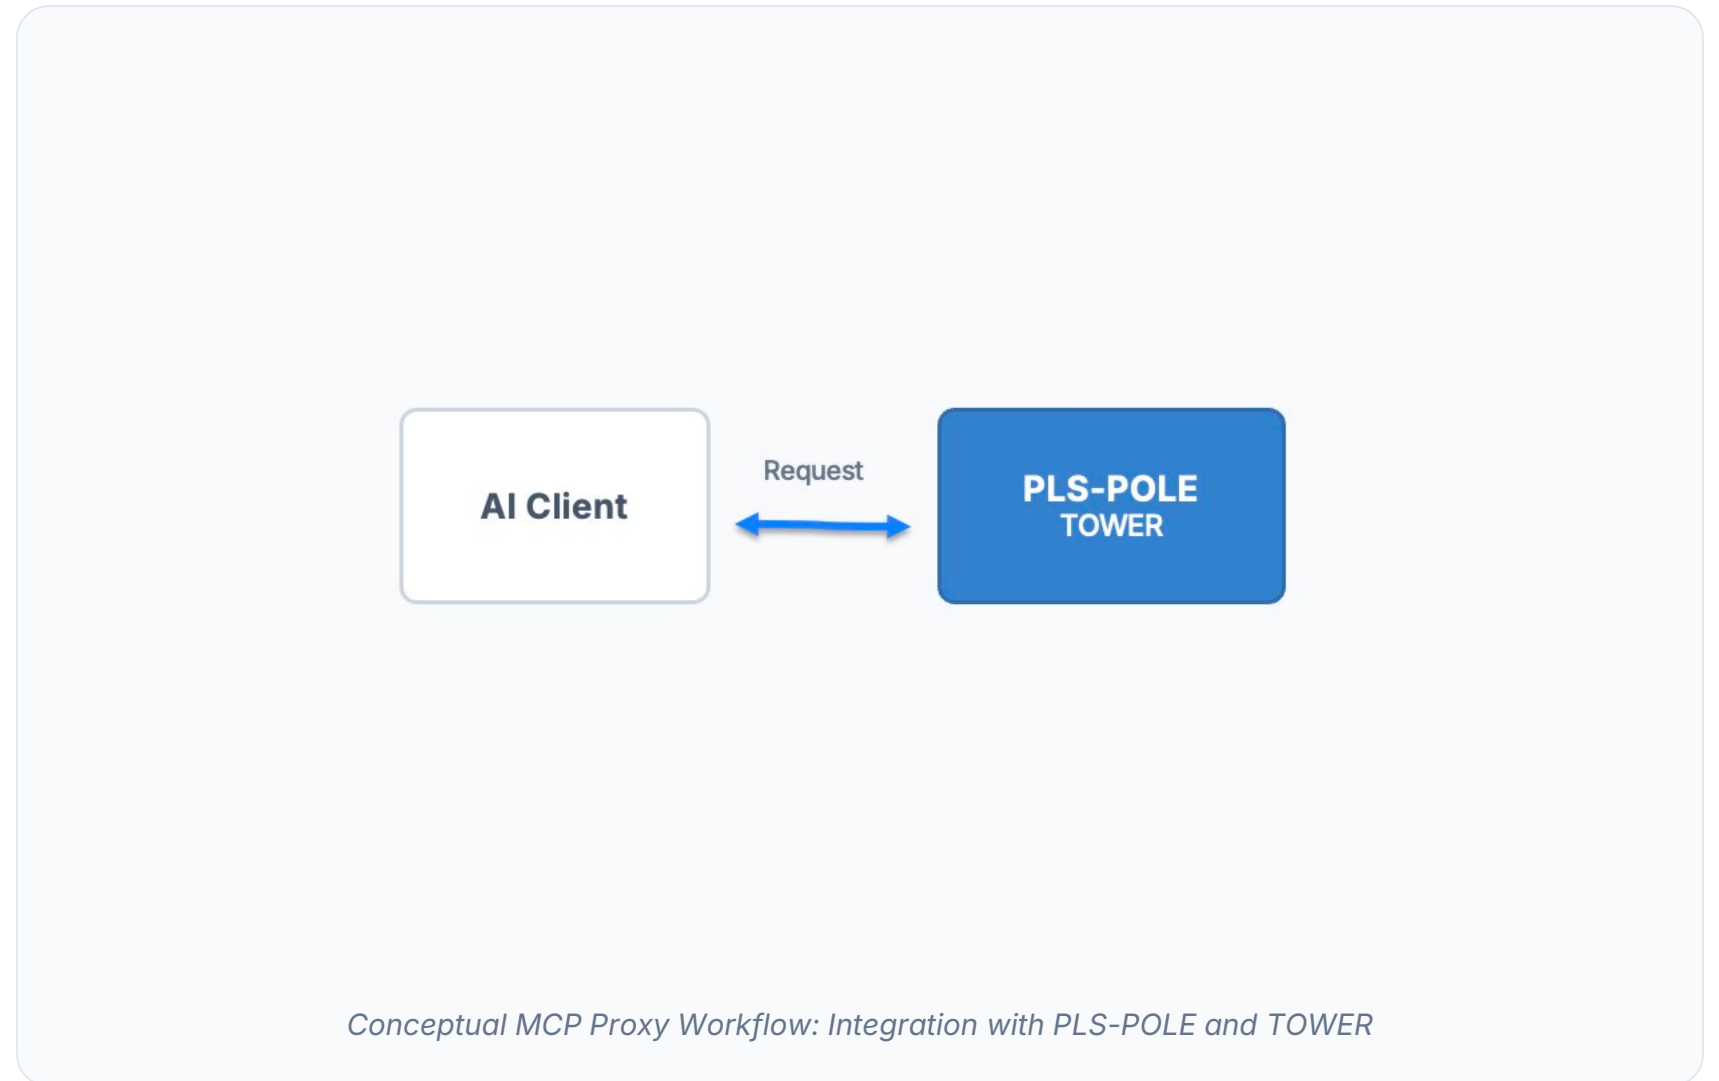 AI Client
Request
PLS-POLE
TOWER
Conceptual MCP Proxy Workflow: Integration with PLS-POLE and TOWER